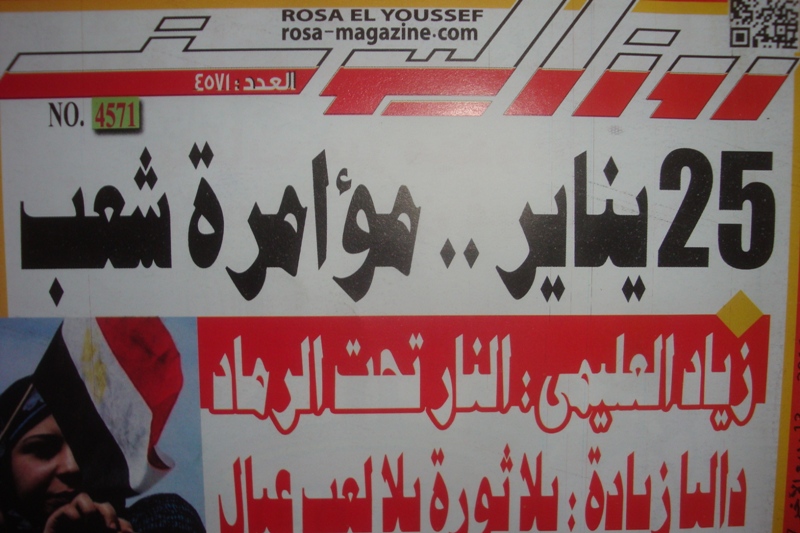 ROSA EL YOUSSEF
rosa-magazine.com
روزاليوسف
العدد : ٤٥٧١
NO. 4571
25 يناير .. مؤامرة شعب
زياد العليمى : النار تحت الرماد
داليا زيادة : بلا ثورة بلا لعب عيال